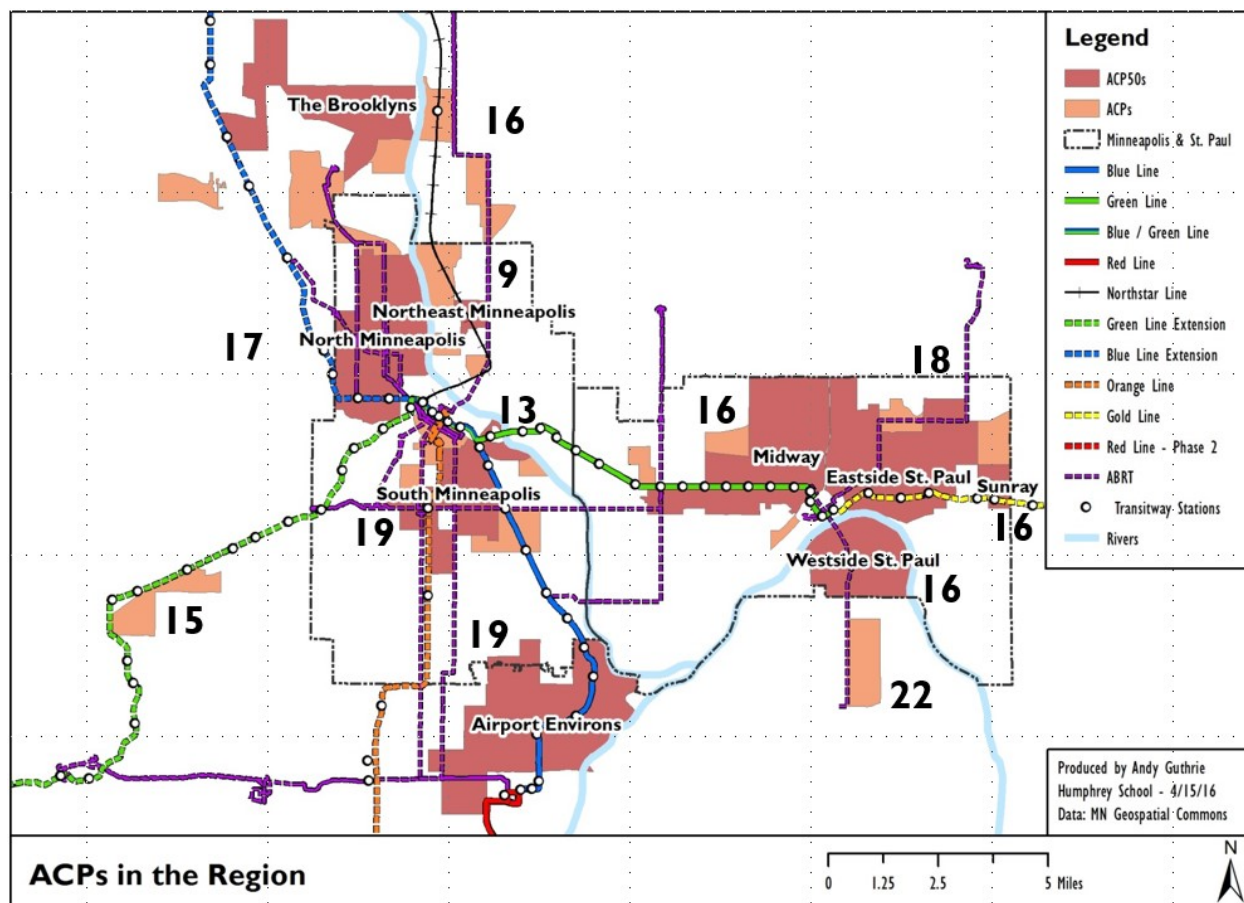 Legend
ACP50s
ACPs
Minneapolis & St. Paul
Blue Line
Green Line
Blue / Green Line
Red Line
Northstar Line
Green Line Extension
Blue Line Extension
Orange Line
Gold Line
Red Line - Phase 2
ABRT
Transitway Stations
Rivers
The Brooklyns
16
9
Northeast Minneapolis
North Minneapolis
17
18
13
16
Midway
Eastside St. Paul
Sunray
South Minneapolis
19
16
Westside St. Paul
16
15
19
22
Airport Environs
Produced by Andy Guthrie
Humphrey School - 4/15/16
Data: MN Geospatial Commons
ACPs in the Region
0 1.25 2.5 5 Miles
N